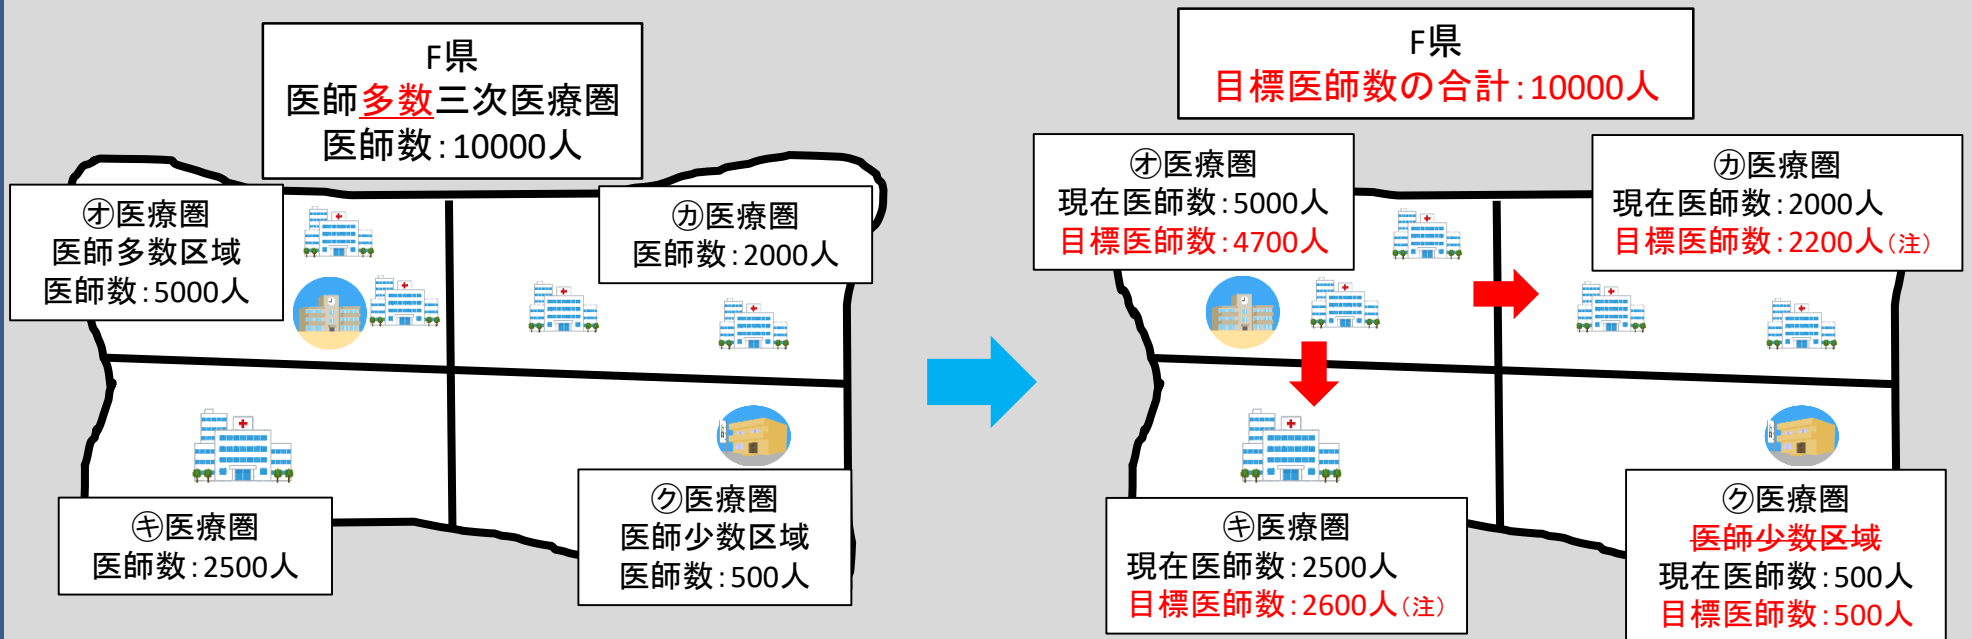 F県
医師多数三次医療圏
医師数:10000人
㋔医療圏
医師多数区域
医師数:5000人
㋕医療圏
医師数:2000人
㋖医療圏
医師数:2500人
㋗医療圏
医師少数区域
医師数:500人
F県
目標医師数の合計:10000人
㋔医療圏
現在医師数:5000人
目標医師数:4700人
㋕医療圏
現在医師数:2000人
目標医師数:2200人(注)
㋖医療圏
現在医師数:2500人
目標医師数:2600人(注)
㋗医療圏
医師少数区域
現在医師数:500人
目標医師数:500人